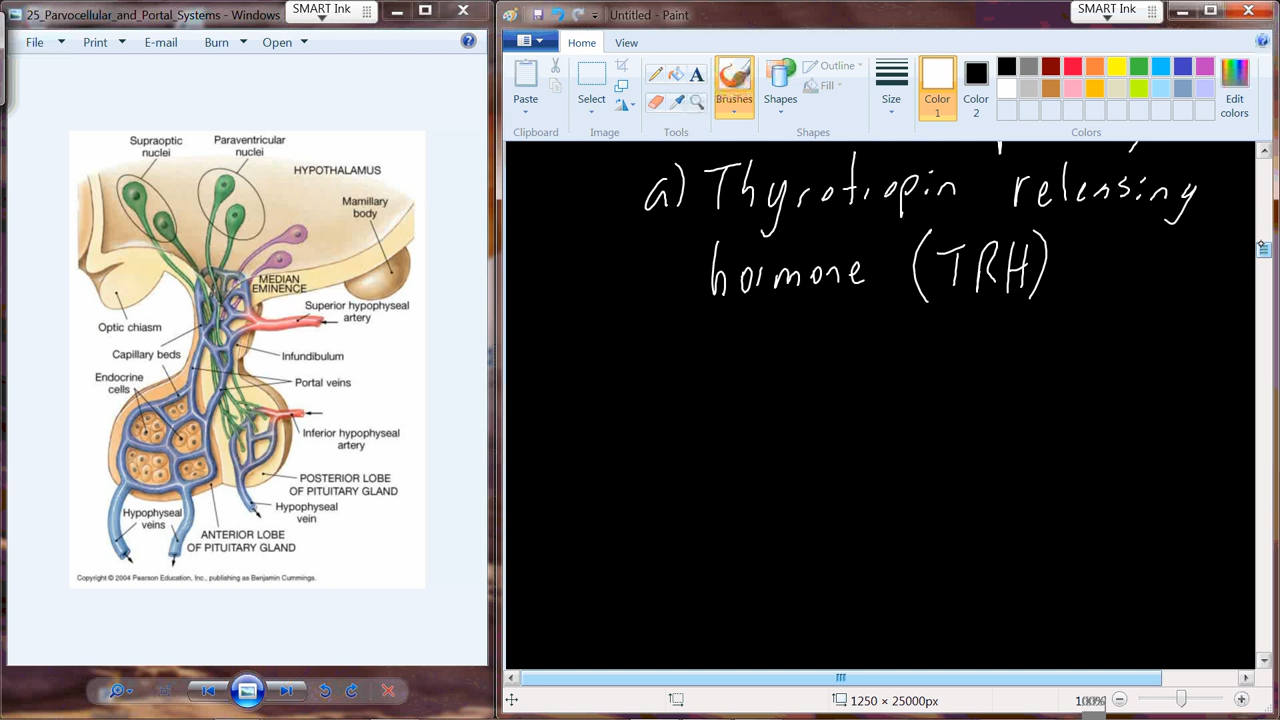 25_Parvocellular_and_Portal_Systems - Windows
SMART Ink
File
Print
E-mail
Burn
Open
Supraoptic
nuclei
Paraventricular
nuclei
HYPOTHALAMUS
Mamillary
body
MEDIAN
EMINENCE
Superior hypophyseal
artery
Optic chiasm
Capillary beds
Infundibulum
Endocrine
cells
Portal veins
Inferior hypophyseal
artery
POSTERIOR LOBE
OF PITUITARY GLAND
Hypophyseal
veins
Hypophyseal
vein
ANTERIOR LOBE
OF PITUITARY GLAND
Copyright © 2004 Pearson Education, Inc., publishing as Benjamin Cummings.
Untitled - Paint
SMART Ink
Home
View
Paste
Select
A
Brushes
Shapes
Outline
Fill
Size
Color
1
Color
2
Edit
colors
Clipboard
Image
Tools
Shapes
Colors
a) Thyrotropin releasing
hormone (TRH)
1250 × 25000px
100%